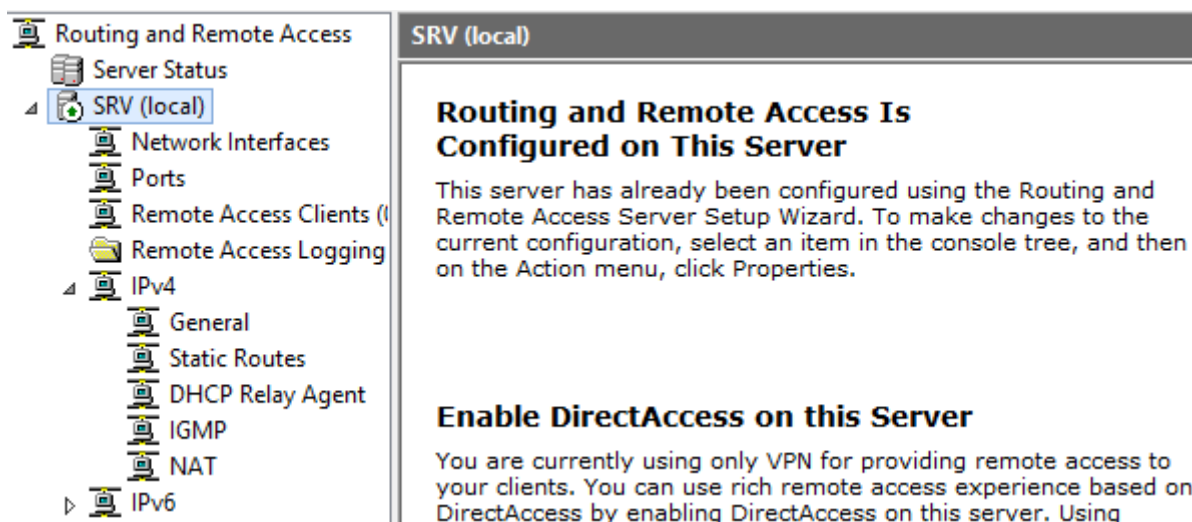 Routing and Remote Access
Server Status
SRV (local)
Network Interfaces
Ports
Remote Access Clients (
Remote Access Logging
IPv4
General
Static Routes
DHCP Relay Agent
IGMP
NAT
IPv6
SRV (local)
Routing and Remote Access Is
Configured on This Server
This server has already been configured using the Routing and
Remote Access Server Setup Wizard. To make changes to the
current configuration, select an item in the console tree, and then
on the Action menu, click Properties.
Enable DirectAccess on this Server
You are currently using only VPN for providing remote access to
your clients. You can use rich remote access experience based on
DirectAccess by enabling DirectAccess on this server. Using